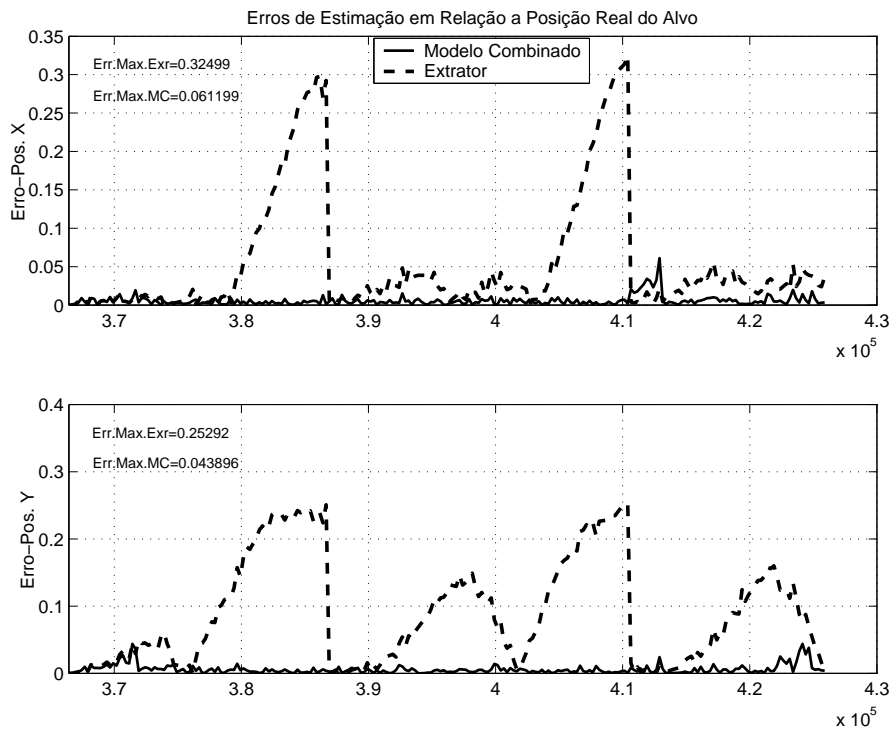 Erros de Estimação em Relação a Posição Real do Alvo
Modelo Combinado
Extrator
Err.Max.Exr=0.32499
Err.Max.MC=0.061199
Erro−Pos. X
0.35
0.3
0.25
0.2
0.15
0.1
0.05
0
3.7 3.8 3.9 4 4.1 4.2 4.3
x 10^5
Err.Max.Exr=0.25292
Err.Max.MC=0.043896
Erro−Pos. Y
0.4
0.3
0.2
0.1
0
3.7 3.8 3.9 4 4.1 4.2 4.3
x 10^5